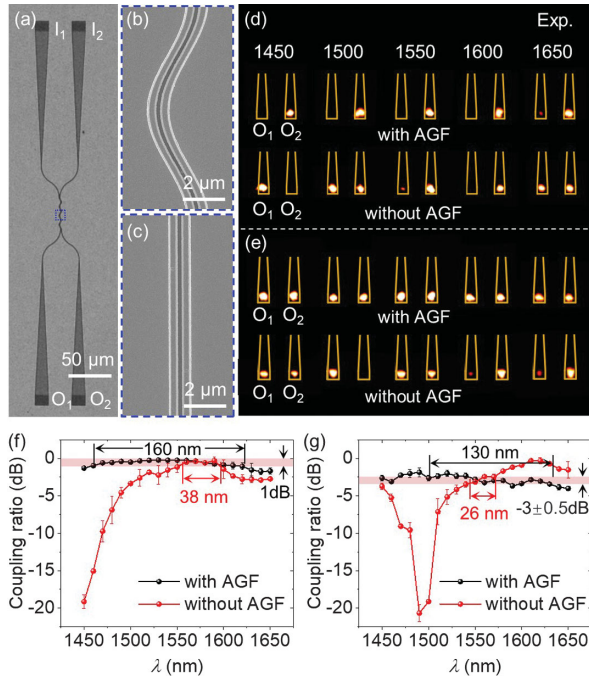 (a)
I1
I2
50 μm
O1
O2
(b)
2 μm
(c)
2 μm
(d)
Exp.
1450 1500 1550 1600 1650
O1 O2
with AGF
O1 O2
without AGF
(e)
O1 O2
with AGF
O1 O2
without AGF
(f)
Coupling ratio (dB)
0
-5
-10
-15
-20
160 nm
38 nm
1dB
with AGF
without AGF
1450 1500 1550 1600 1650
λ (nm)
(g)
Coupling ratio (dB)
0
-5
-10
-15
-20
130 nm
26 nm
-3±0.5dB
with AGF
without AGF
1450 1500 1550 1600 1650
λ (nm)